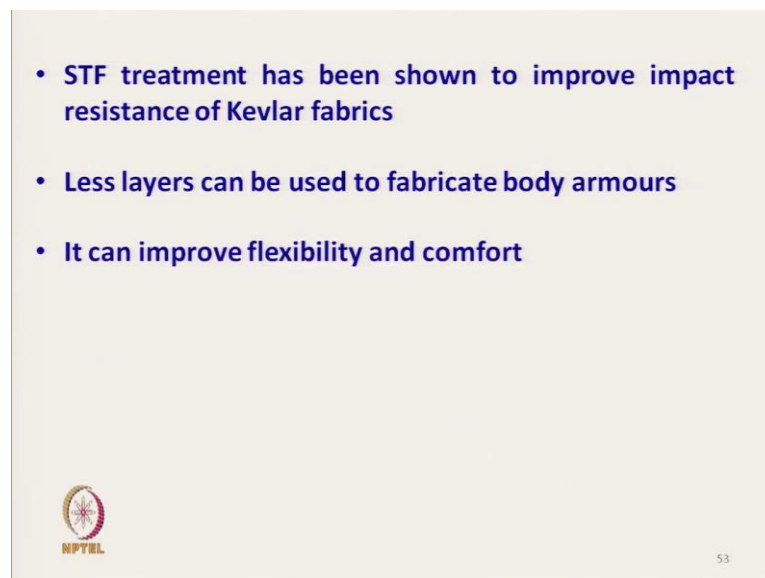 • STF treatment has been shown to improve impact
resistance of Kevlar fabrics
• Less layers can be used to fabricate body armours
• It can improve flexibility and comfort
NPTEL
53